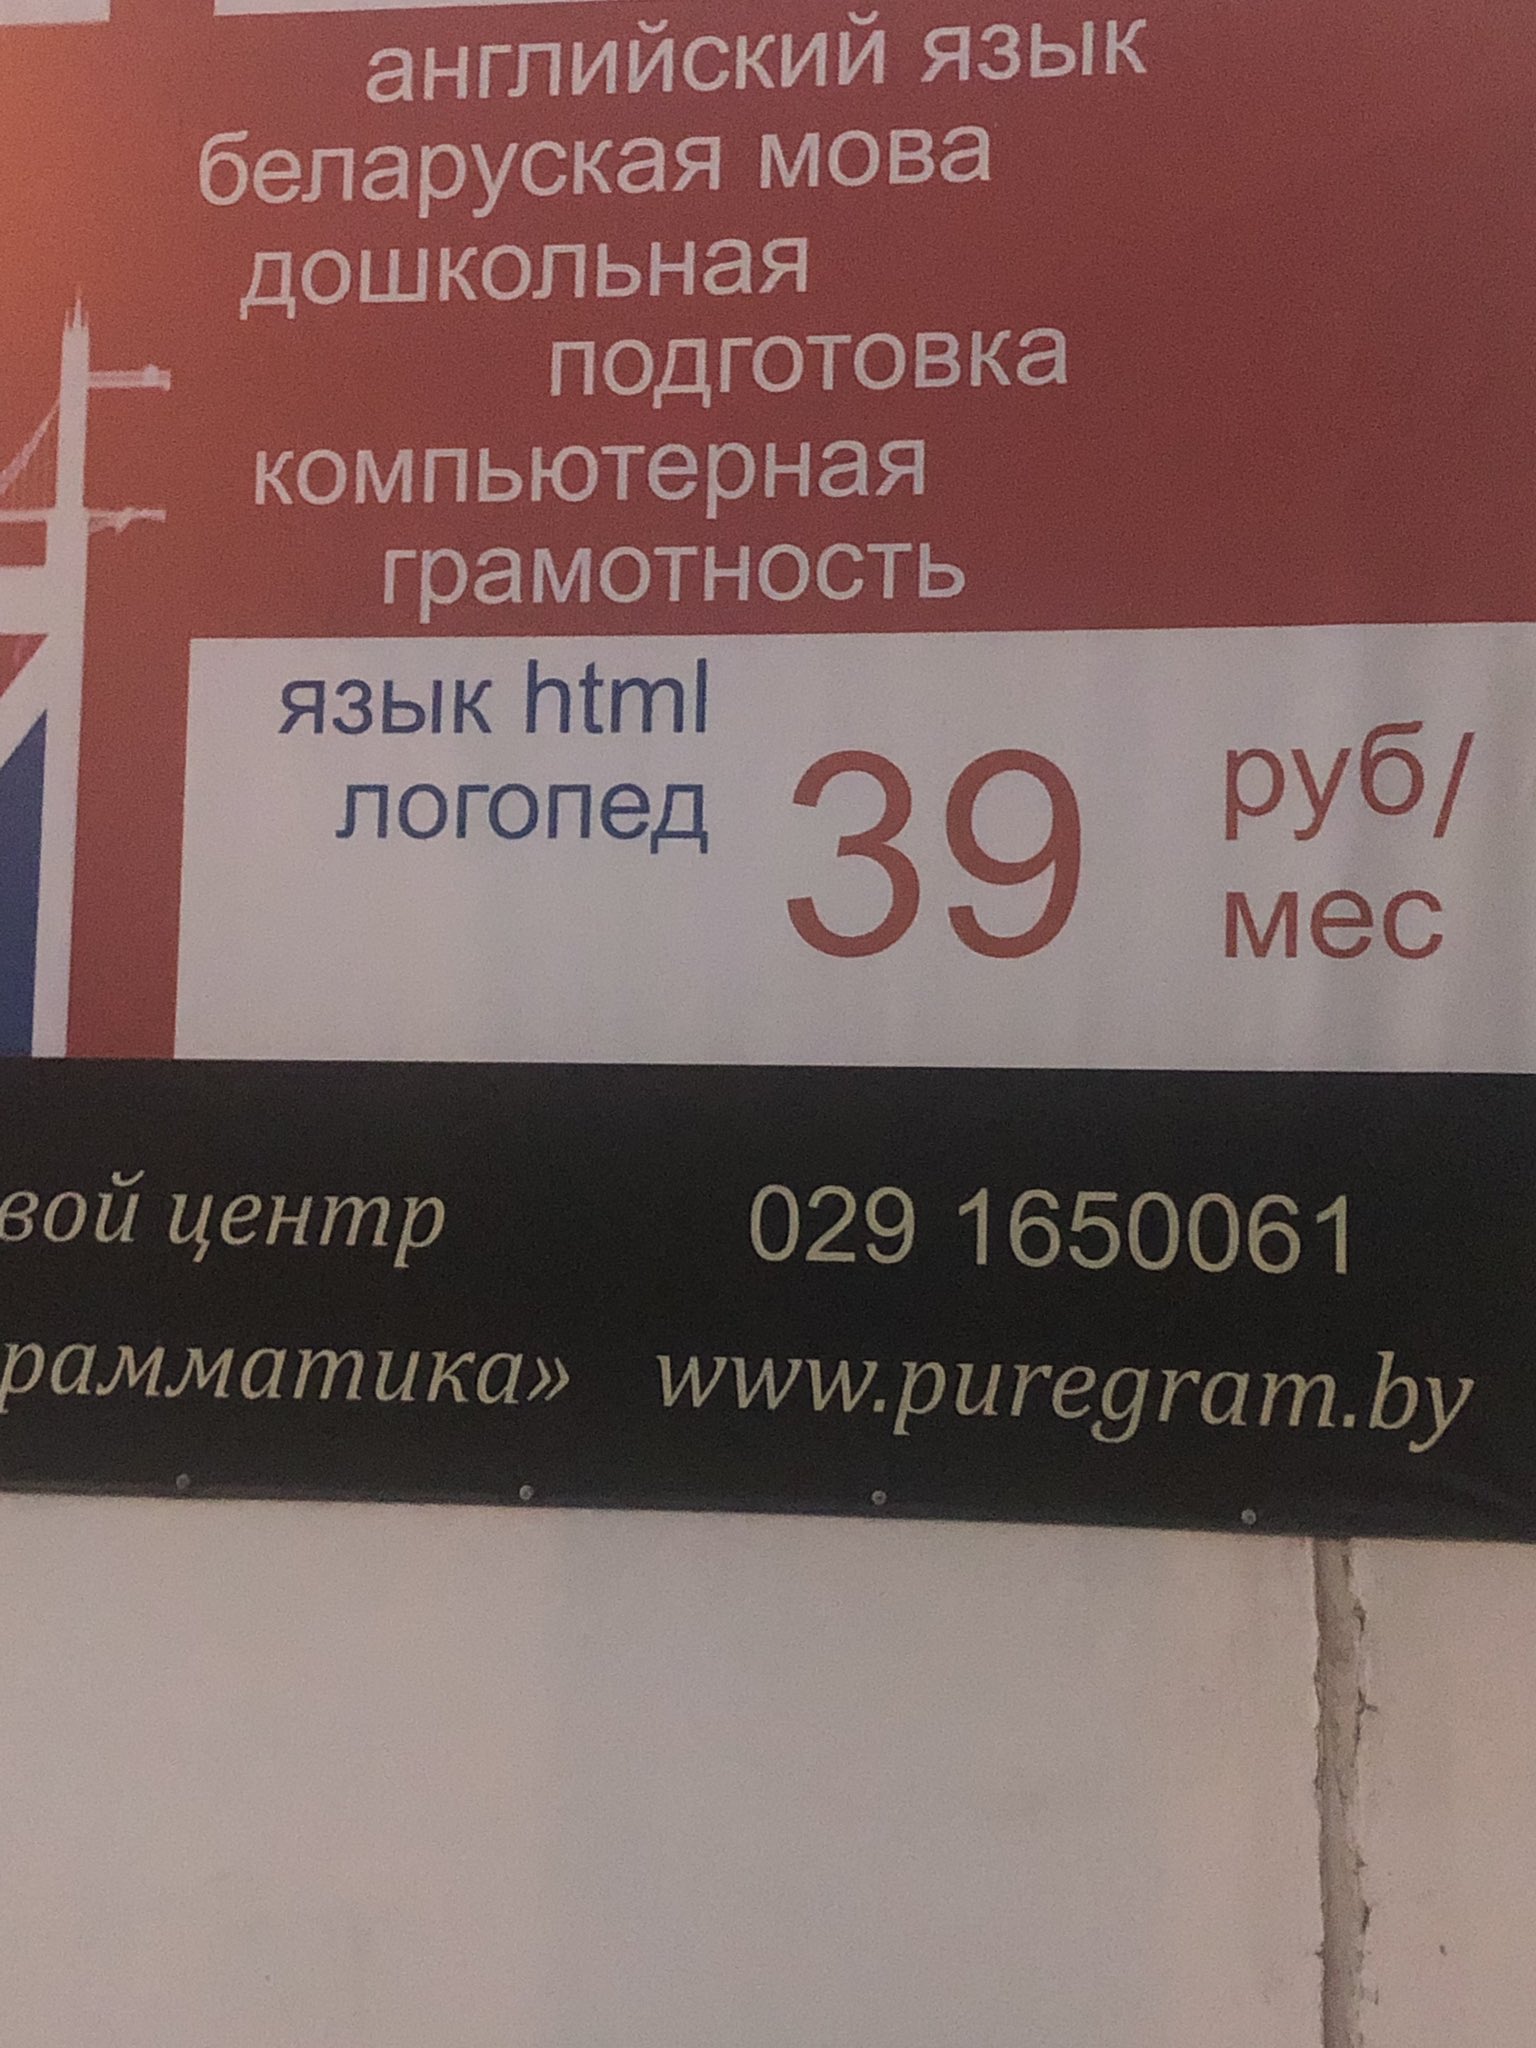 английский язык
беларуская мова
дошкольная
подготовка
компьютерная
грамотность
язык html
логопед
39
руб/
мес
вой центр
029 1650061
рамматика»
www.puregram.by